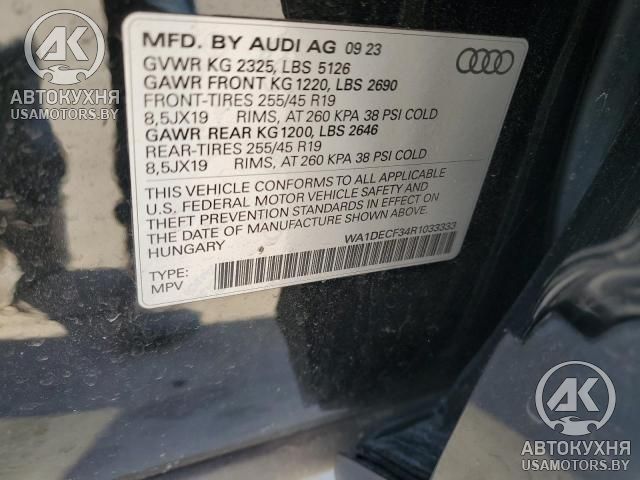 MFD. BY AUDI AG 09 23
GVWR KG 2325, LBS 5126
GAWR FRONT KG 1220, LBS 2690
FRONT-TIRES 255/45 R19
8,5JX19 RIMS, AT 260 KPA 38 PSI COLD
GAWR REAR KG1200, LBS 2646
REAR-TIRES 255/45 R19
8,5JX19 RIMS, AT 260 KPA 38 PSI COLD
THIS VEHICLE CONFORMS TO ALL APPLICABLE
U.S. FEDERAL MOTOR VEHICLE SAFETY AND
THEFT PREVENTION STANDARDS IN EFFECT ON
THE DATE OF MANUFACTURE SHOWN ABOVE.
HUNGARY
WA1DECF34R1033333
TYPE:
MPV
АК
АВТОКУХНЯ
USAMOTORS.BY
АК
АВТОКУХНЯ
USAMOTORS.BY